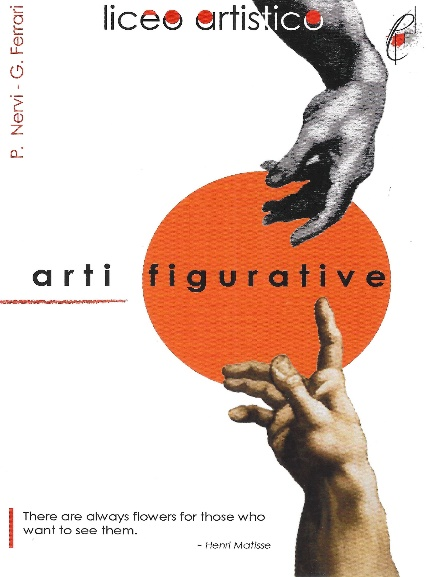 liceo artistico
P. Nervi - G. Ferrari
arti figurative
There are always flowers for those who
want to see them.
- Henri Matisse